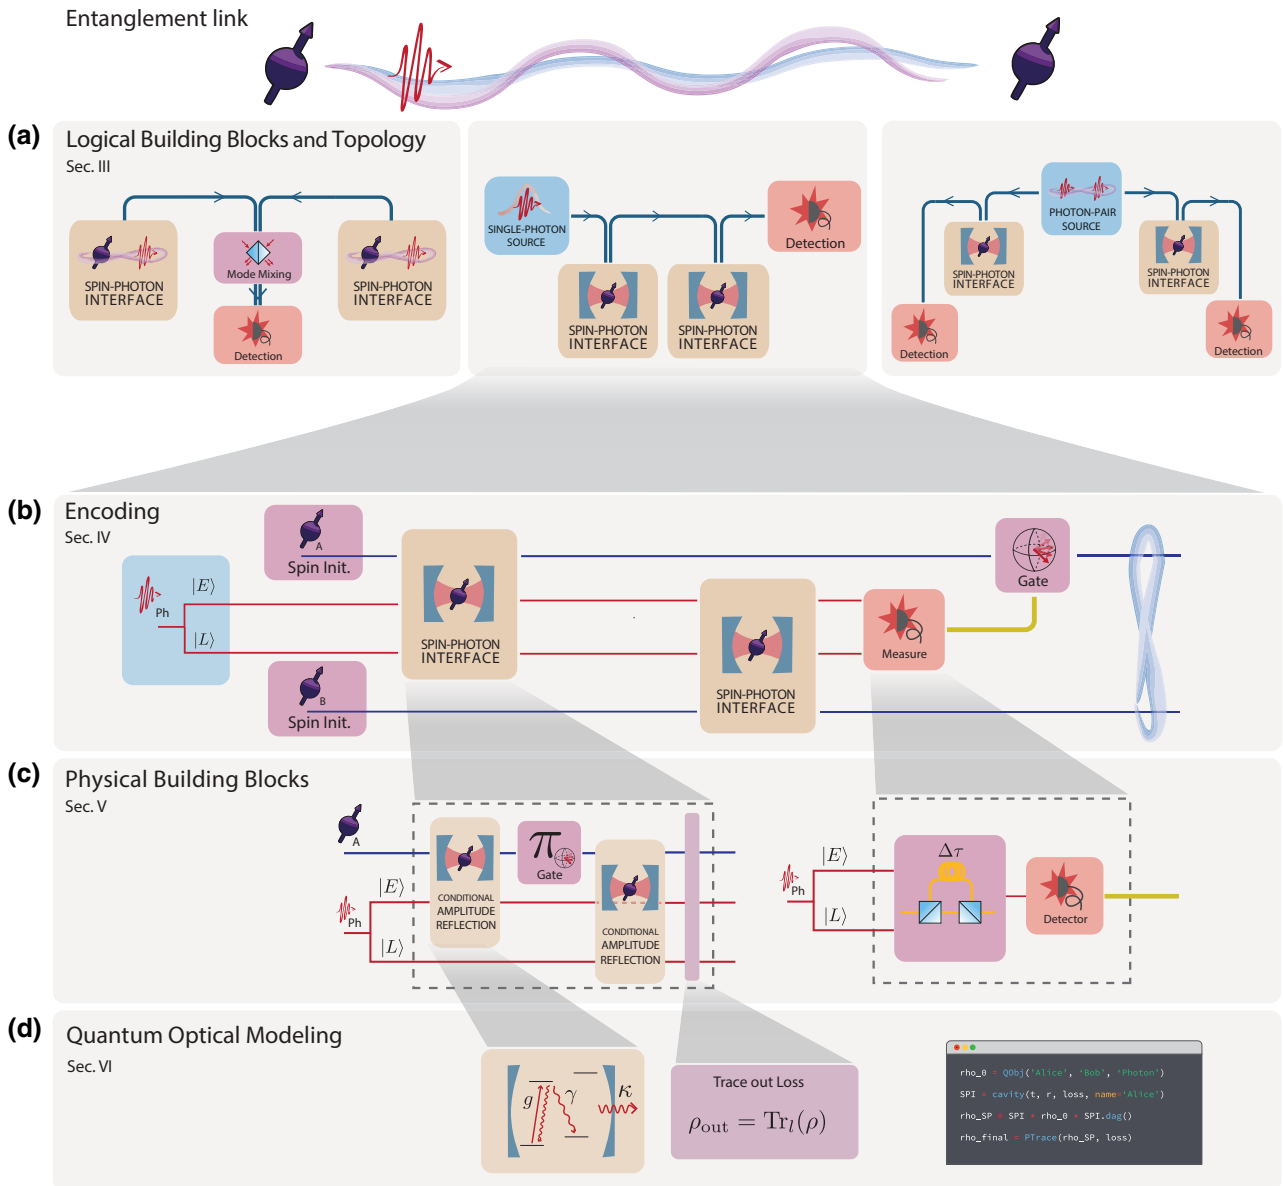 Entanglement link
(a)
Logical Building Blocks and Topology
Sec. III
SPIN-PHOTON
INTERFACE
Mode Mixing
Detection
SPIN-PHOTON
INTERFACE
SINGLE-PHOTON
SOURCE
Detection
SPIN-PHOTON
INTERFACE
SPIN-PHOTON
INTERFACE
PHOTON-PAIR
SOURCE
SPIN-PHOTON
INTERFACE
SPIN-PHOTON
INTERFACE
Detection
Detection
(b)
Encoding
Sec. IV
A
Spin Init.
Ph
|E⟩
|L⟩
B
Spin Init.
SPIN-PHOTON
INTERFACE
SPIN-PHOTON
INTERFACE
Measure
Gate
(c)
Physical Building Blocks
Sec. V
A
Ph
|E⟩
|L⟩
CONDITIONAL
AMPLITUDE
REFLECTION
π
Gate
CONDITIONAL
AMPLITUDE
REFLECTION
Ph
|E⟩
|L⟩
Δτ
Detector
(d)
Quantum Optical Modeling
Sec. VI
g
γ
κ
Trace out Loss
ρout = Trl(ρ)
rho_0 = QObj('Alice', 'Bob', 'Photon')
SPI = cavity(t, r, loss, name='Alice')
rho_SP = SPI * rho_0 * SPI.dag()
rho_final = PTrace(rho_SP, loss)